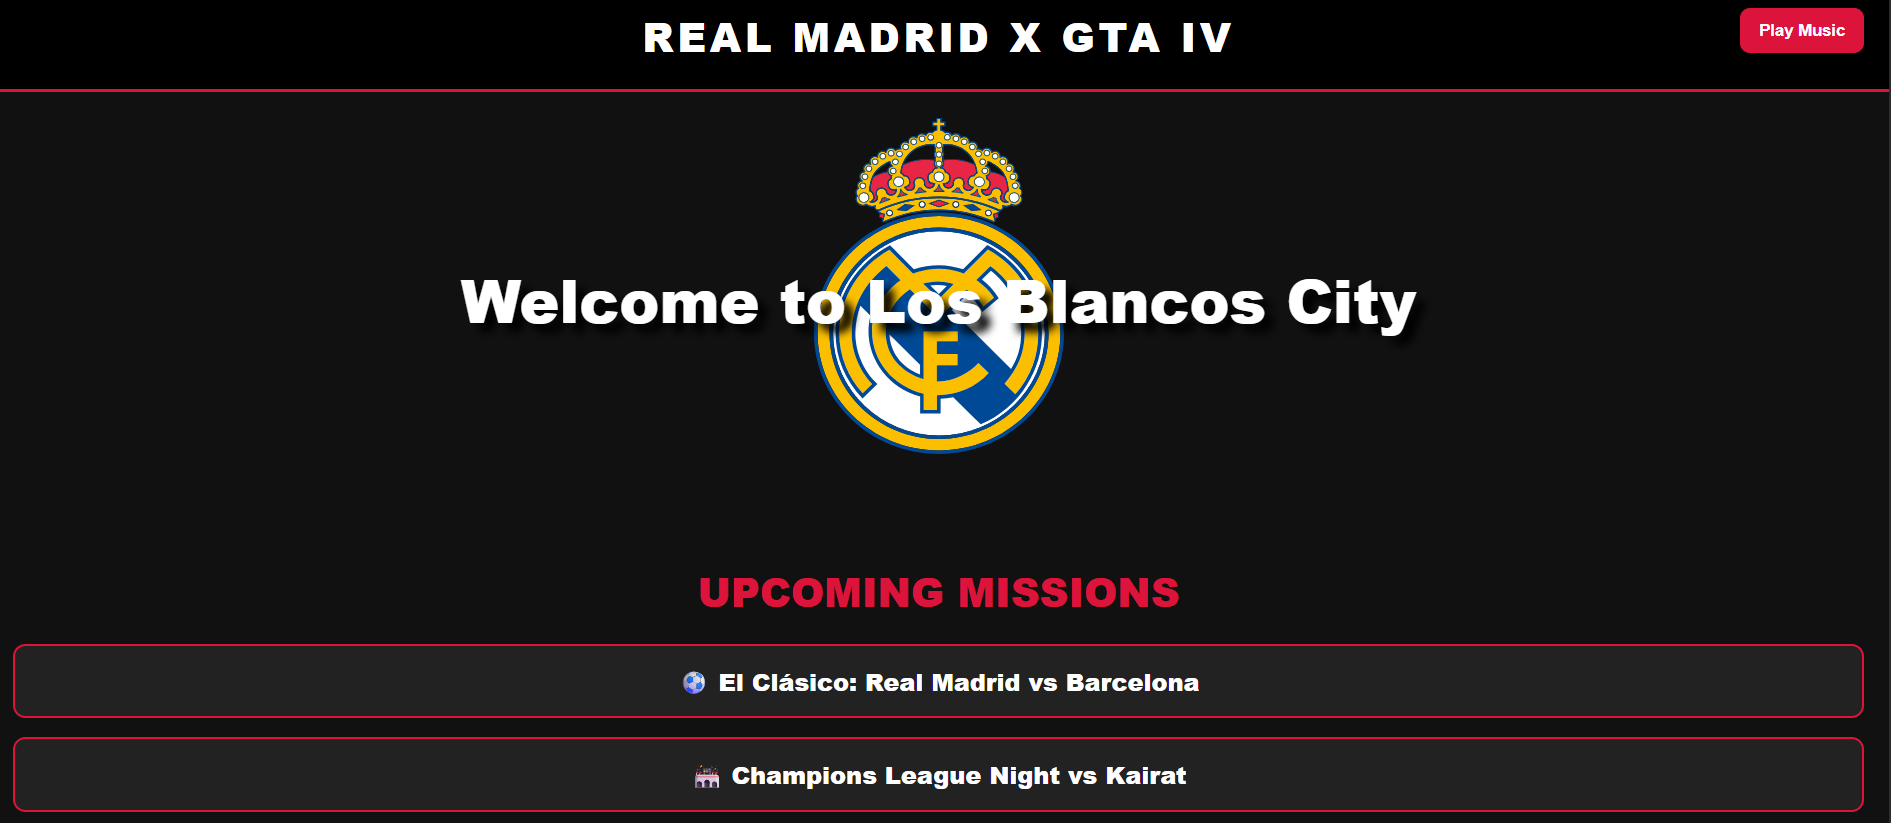 REAL MADRID X GTA IV
Play Music
Welcome to Los Blancos City
UPCOMING MISSIONS
⚽ El Clásico: Real Madrid vs Barcelona
🏟️ Champions League Night vs Kairat